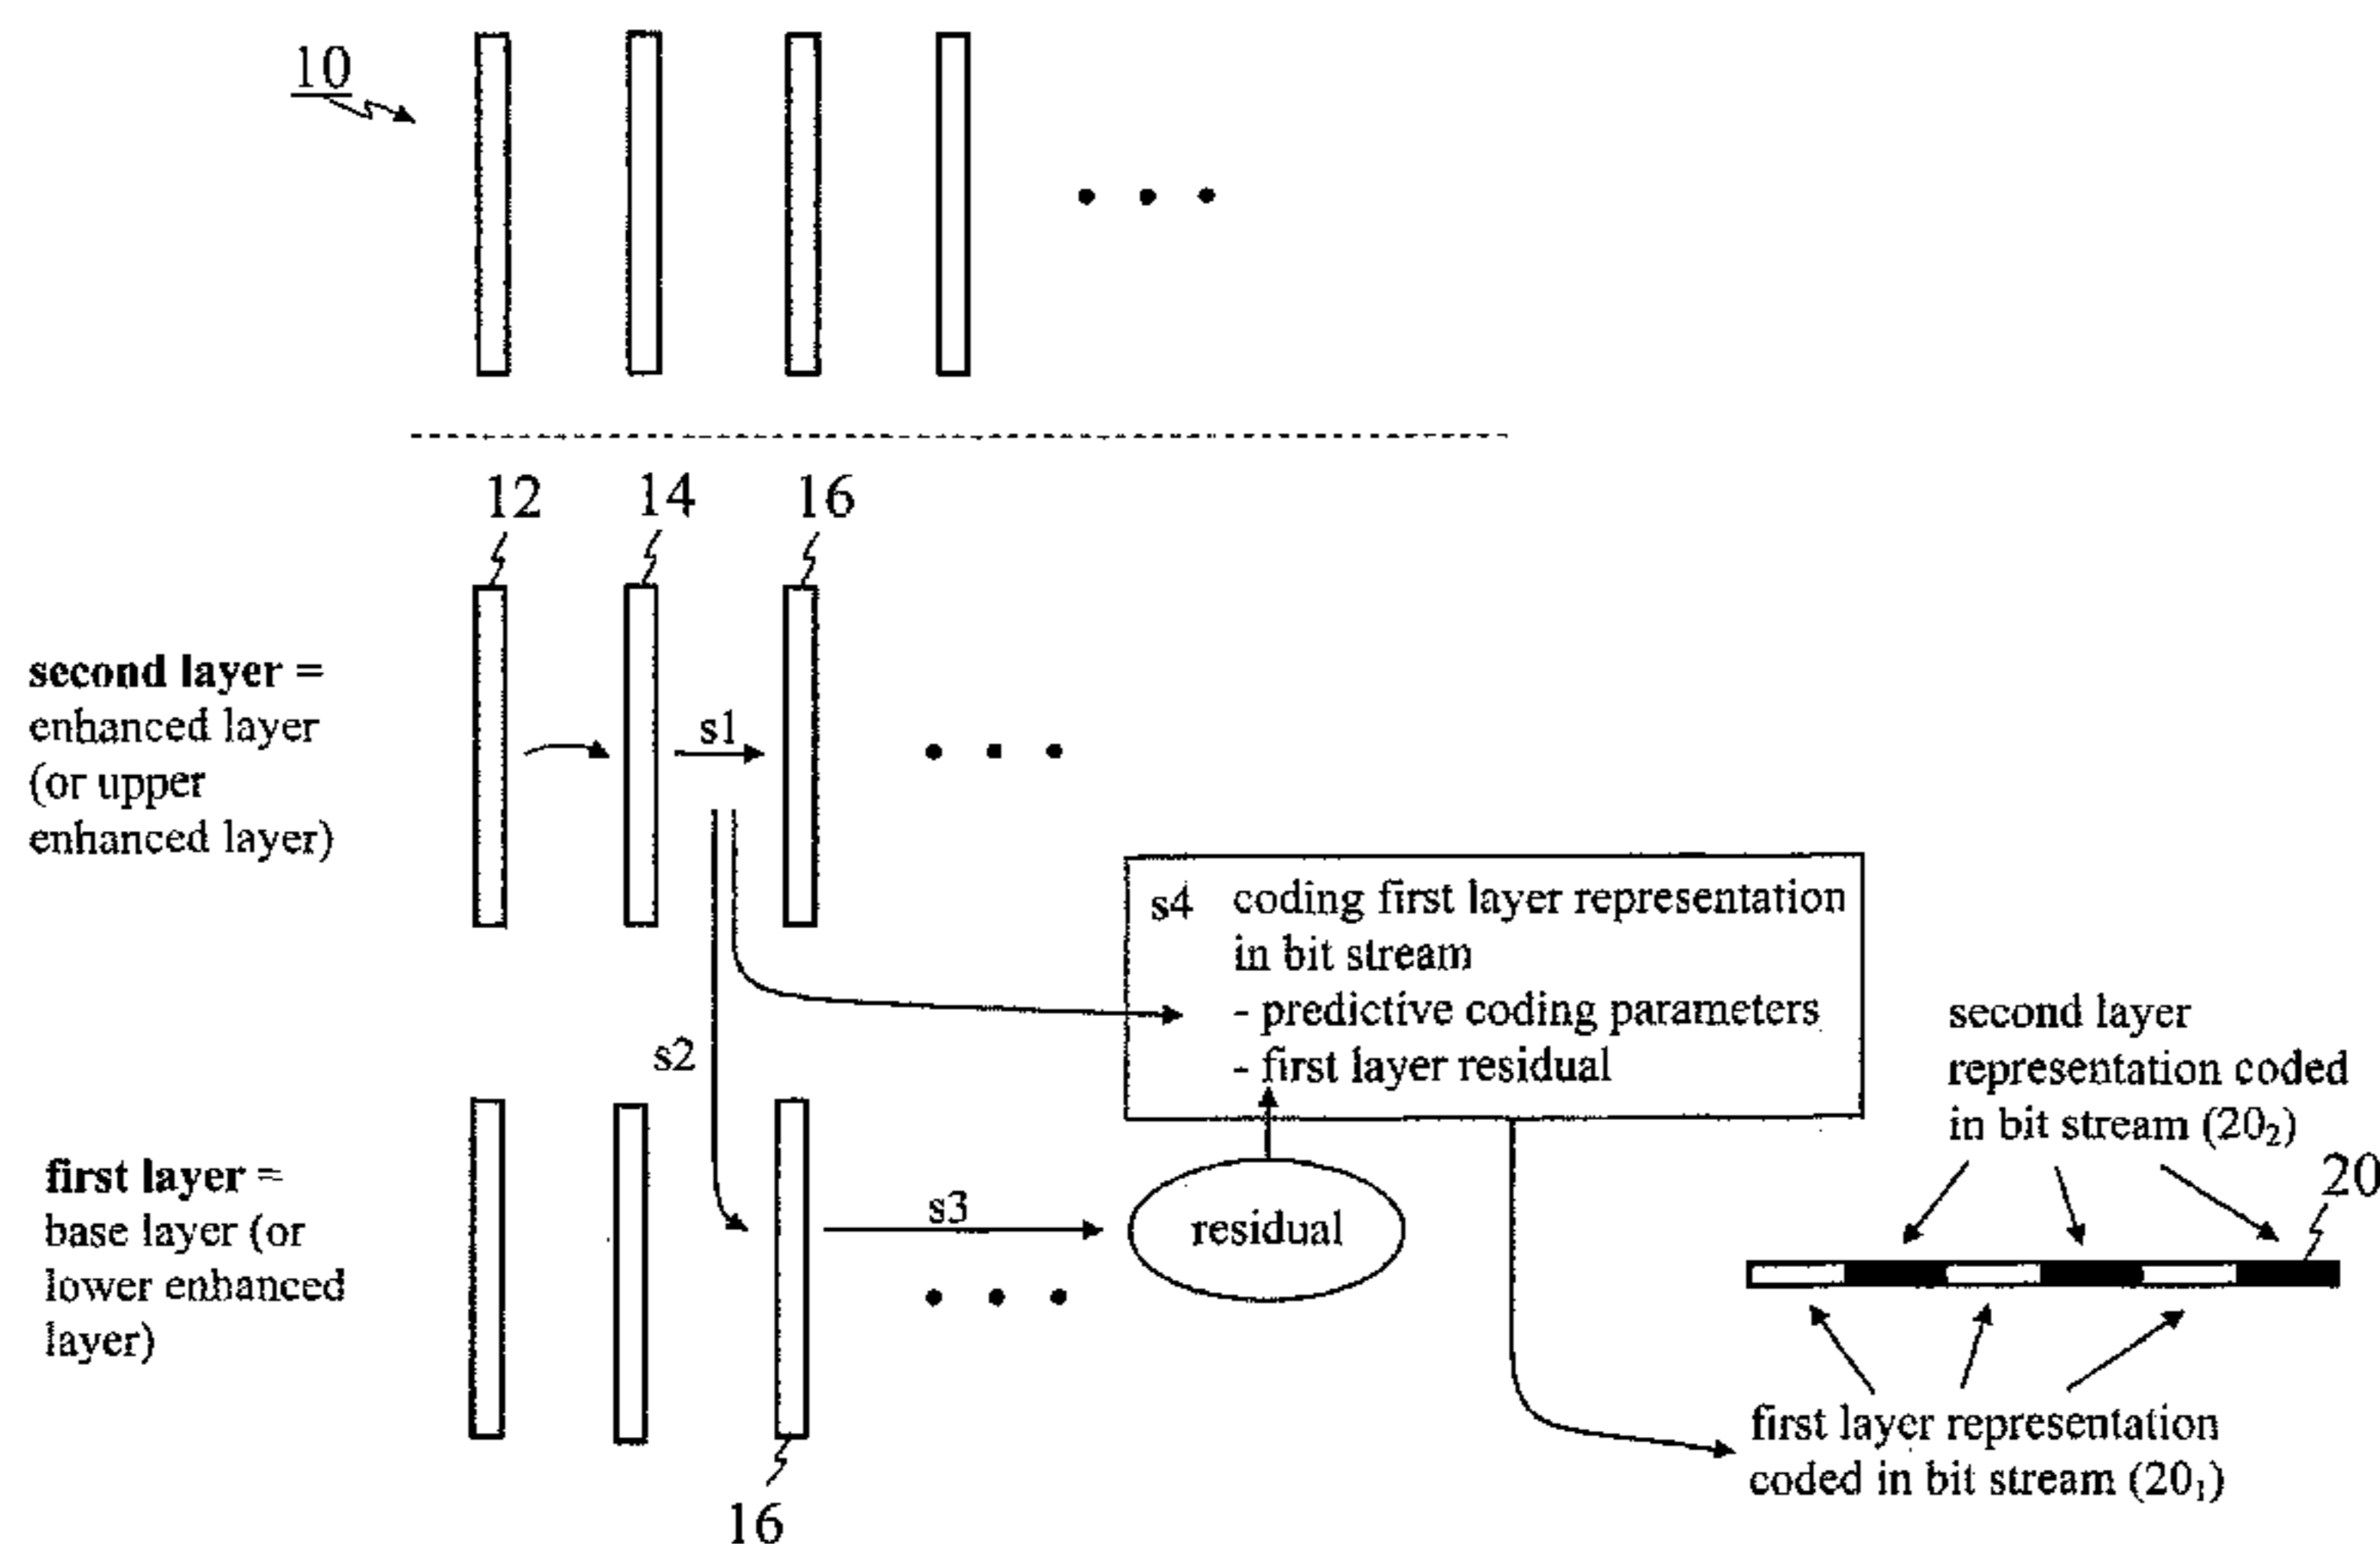 10
12
14
16
second layer =
enhanced layer
(or upper
enhanced layer)
s1
s4 coding first layer representation
in bit stream
- predictive coding parameters
- first layer residual
s2
second layer
representation coded
in bit stream (20₂)
20
first layer =
base layer (or
lower enhanced
layer)
s3
residual
first layer representation
coded in bit stream (20₁)
16